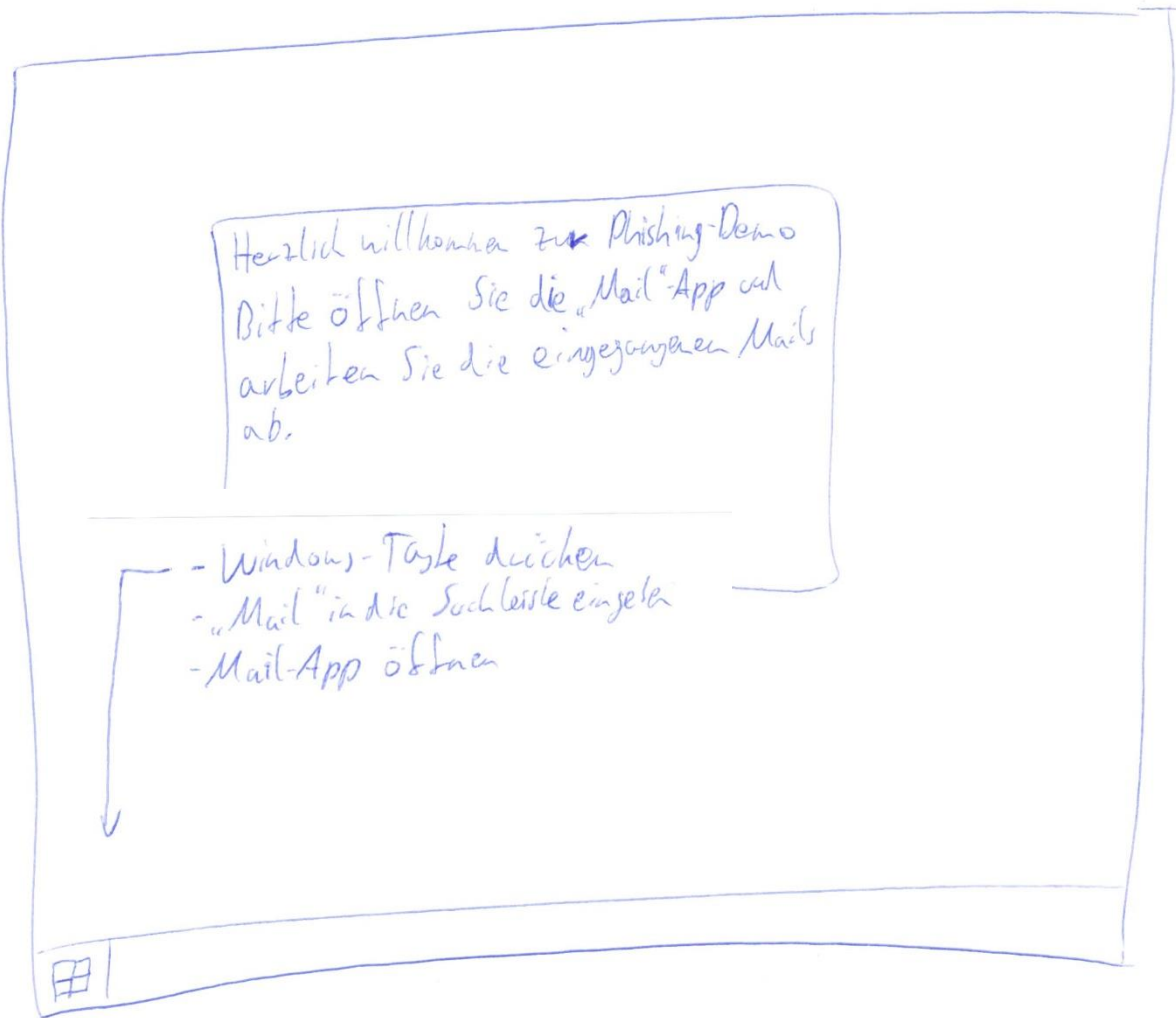 Herzlich willkommen zur Phishing-Demo
Bitte öffnen Sie die „Mail“-App und
arbeiten Sie die eingegangenen Mails
ab.
- Windows-Taste drücken
- „Mail“ in die Suchleiste eingeben
- Mail-App öffnen